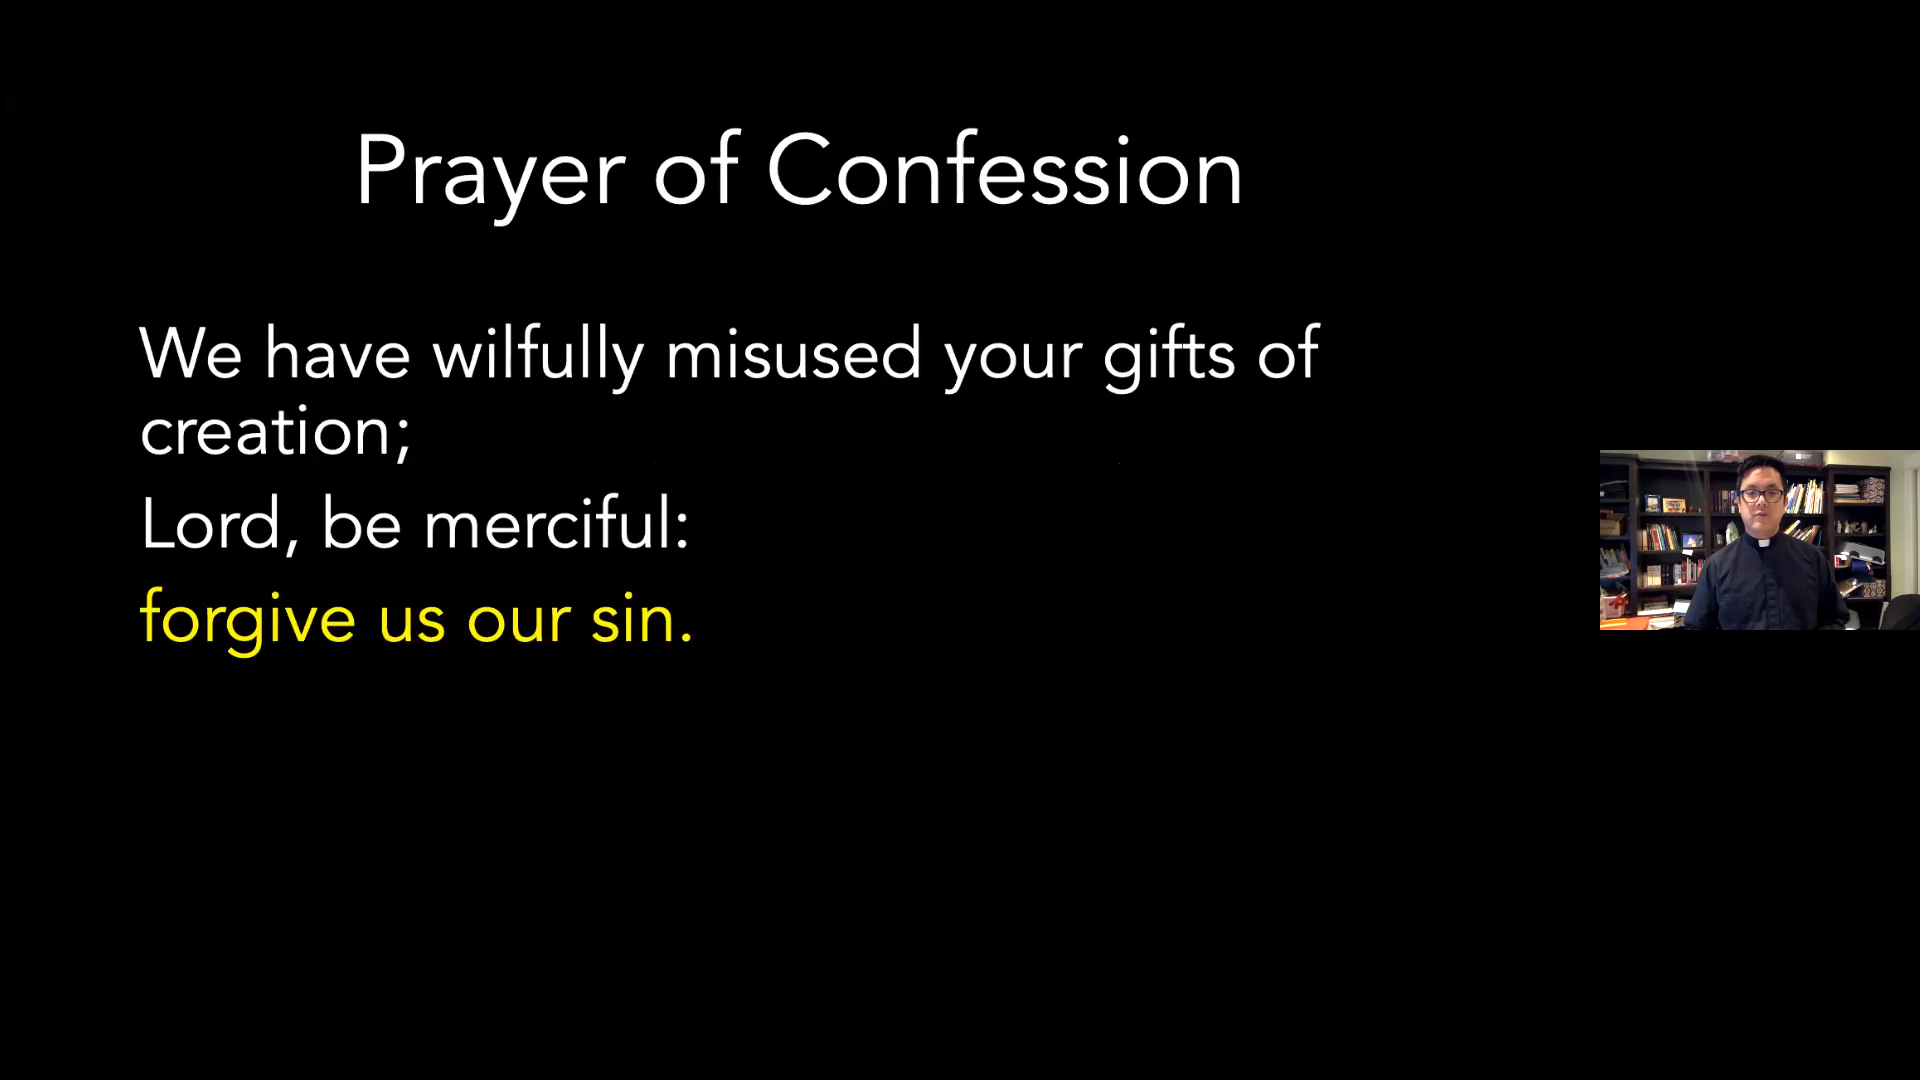 Prayer of Confession
We have wilfully misused your gifts of
creation;
Lord, be merciful:
forgive us our sin.